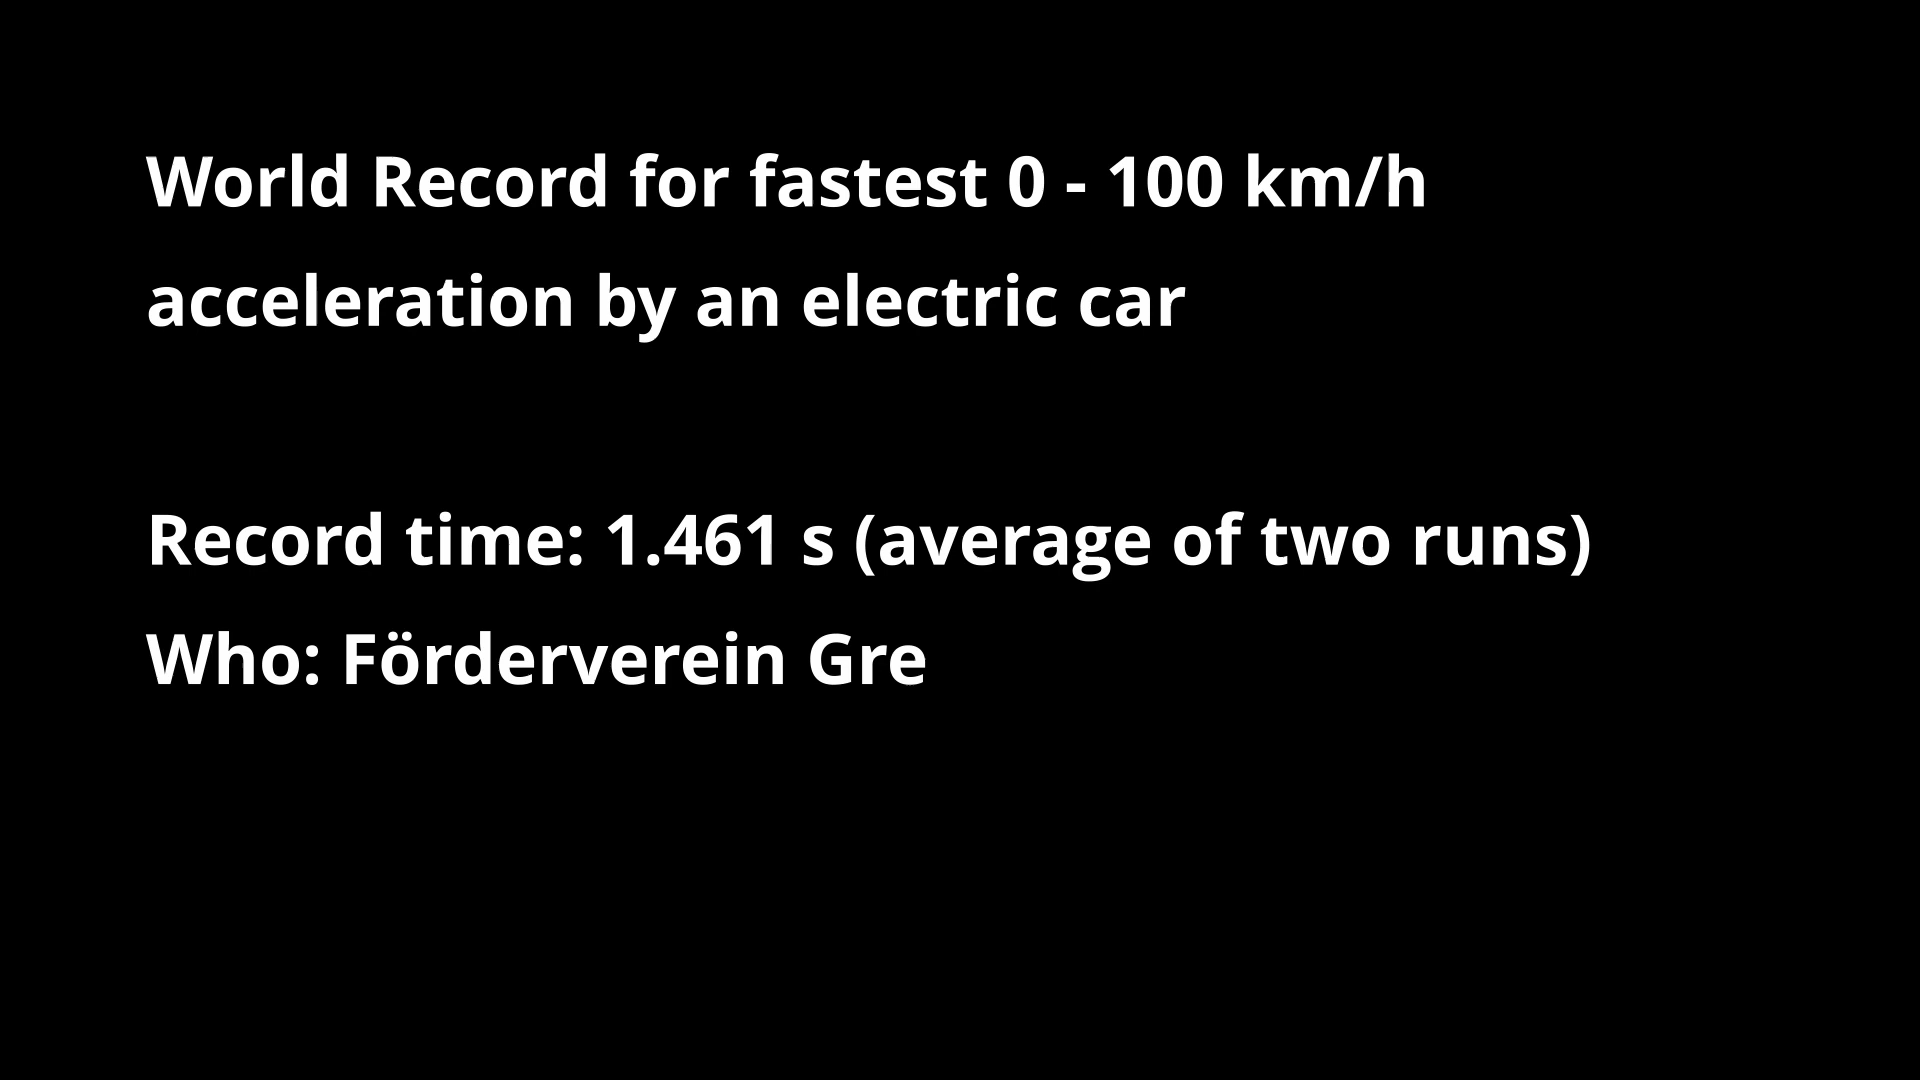 World Record for fastest 0 - 100 km/h
acceleration by an electric car
Record time: 1.461 s (average of two runs)
Who: Förderverein Gre